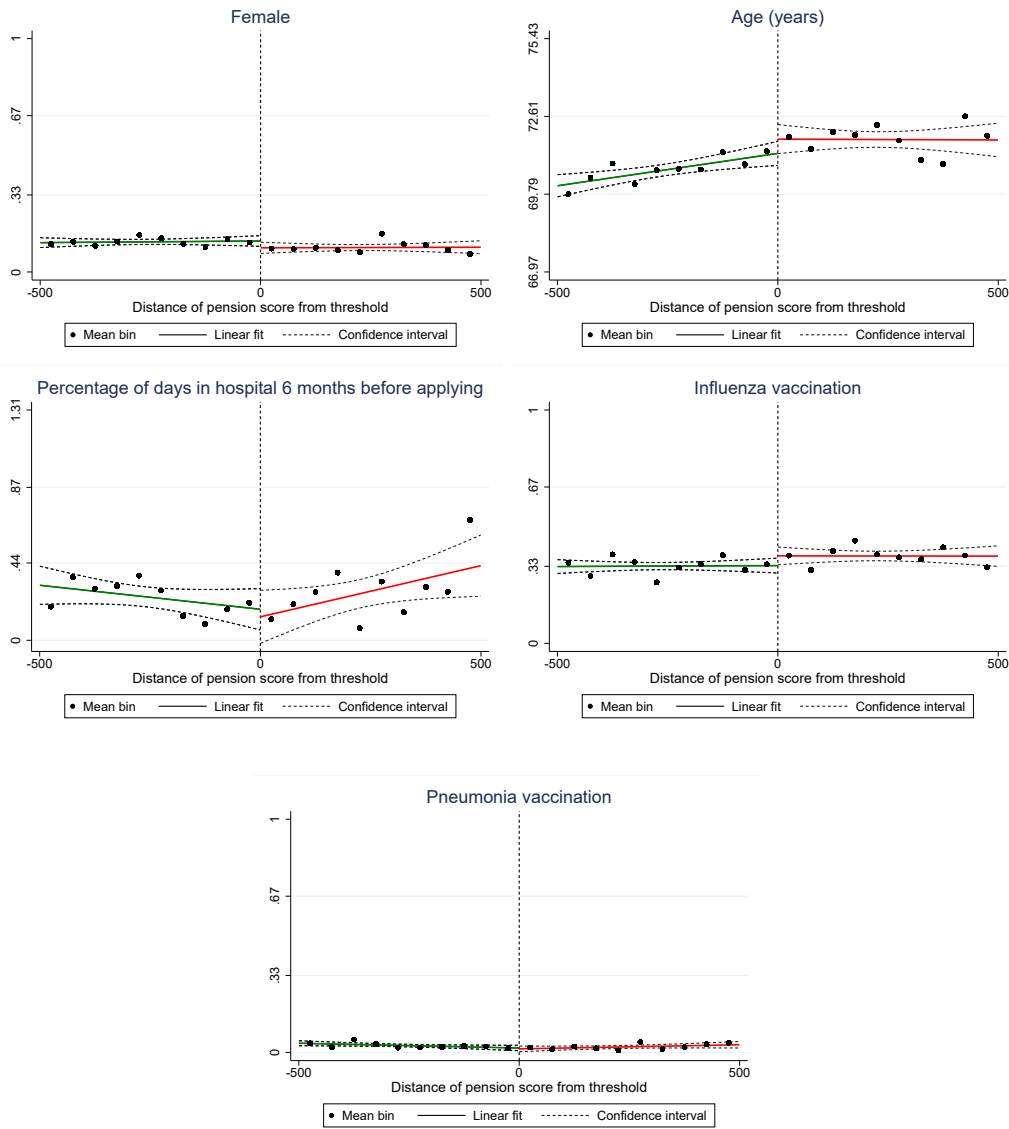 Female
1
.67
.33
0
-500 0 500
Distance of pension score from threshold
Mean bin Linear fit Confidence interval
Age (years)
75.43
72.61
69.79
66.97
-500 0 500
Distance of pension score from threshold
Mean bin Linear fit Confidence interval
Percentage of days in hospital 6 months before applying
1.31
.87
.44
0
-500 0 500
Distance of pension score from threshold
Mean bin Linear fit Confidence interval
Influenza vaccination
1
.67
.33
0
-500 0 500
Distance of pension score from threshold
Mean bin Linear fit Confidence interval
Pneumonia vaccination
1
.67
.33
0
-500 0 500
Distance of pension score from threshold
Mean bin Linear fit Confidence interval